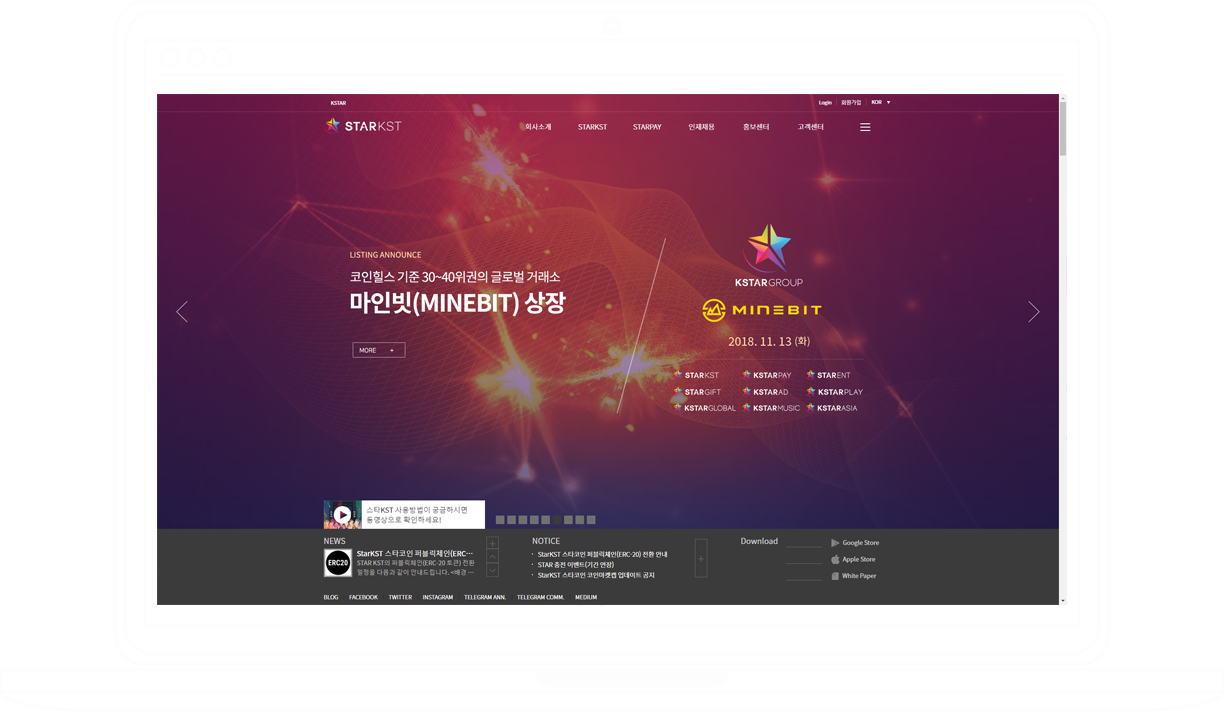 KSTAR
Login 회원가입 KOR ▼
STARKST
회사소개 STARKST STARPAY 인재채용 홍보센터 고객센터
LISTING ANNOUNCE
코인힐스 기준 30~40위권의 글로벌 거래소
마인빗(MINEBIT) 상장
MORE +
KSTARGROUP
MINEBIT
2018. 11. 13 (화)
STARKST KSTARPAY STARENT
STARGIFT KSTARAD KSTARPLAY
KSTARGLOBAL KSTARMUSIC KSTARASIA
스타KST 사용방법이 궁금하시면
동영상으로 확인하세요!
NEWS
ERC20
StarKST 스타코인 퍼블릭체인(ERC…
STAR KST의 퍼블릭체인(ERC-20 토큰) 전환
일정을 다음과 같이 안내드립니다. <배경 …
NOTICE
· StarKST 스타코인 퍼블릭체인(ERC-20) 전환 안내
· STAR 충전 이벤트(기간 연장)
· StarKST 스타코인 코인마켓캡 업데이트 공지
Download
Google Store
Apple Store
White Paper
BLOG FACEBOOK TWITTER INSTAGRAM TELEGRAM ANN. TELEGRAM COMM. MEDIUM